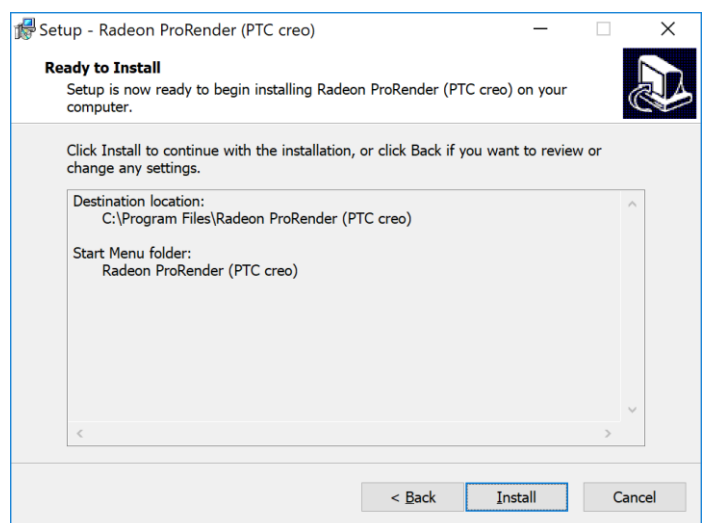 Setup - Radeon ProRender (PTC creo)
Ready to Install
Setup is now ready to begin installing Radeon ProRender (PTC creo) on your
computer.
Click Install to continue with the installation, or click Back if you want to review or
change any settings.
Destination location:
C:\Program Files\Radeon ProRender (PTC creo)
Start Menu folder:
Radeon ProRender (PTC creo)
< Back
Install
Cancel